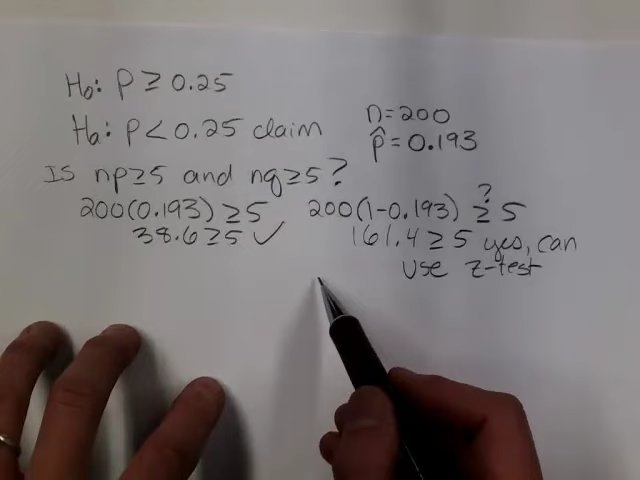 H₀: P ≥ 0.25
Hₐ: P < 0.25 claim
n=200
p̂ = 0.193
Is np≥5 and nq≥5?
200(0.193) ≥5
38.6≥5 ✓
200(1-0.193) ≥ 5
?
161.4 ≥ 5 yes, can
use z-test